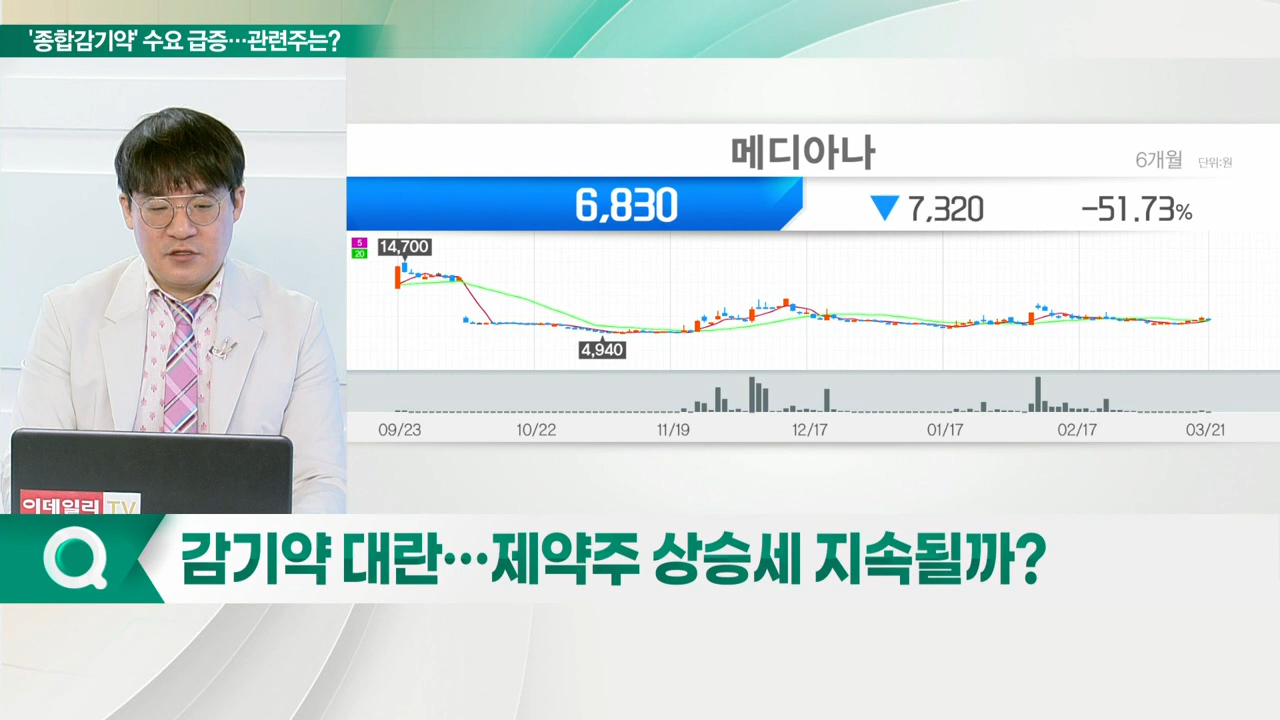 '종합감기약' 수요 급증…관련주는?
메디아나
6개월 단위:원
6,830 ▼ 7,320 -51.73%
5
20
14,700
4,940
09/23 10/22 11/19 12/17 01/17 02/17 03/21
이데일리 TV
감기약 대란…제약주 상승세 지속될까?